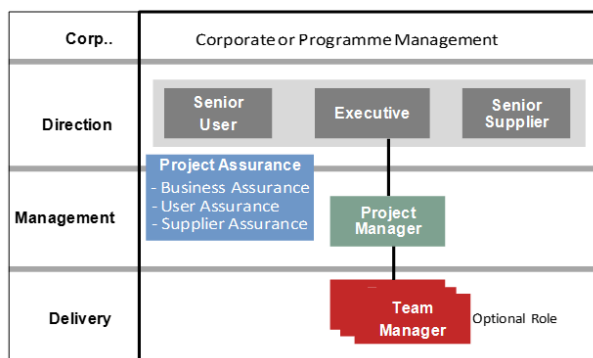 Corp..
Corporate or Programme Management
Direction
Senior
User
Executive
Senior
Supplier
Project Assurance
- Business Assurance
- User Assurance
- Supplier Assurance
Management
Project
Manager
Delivery
Team
Manager
Optional Role